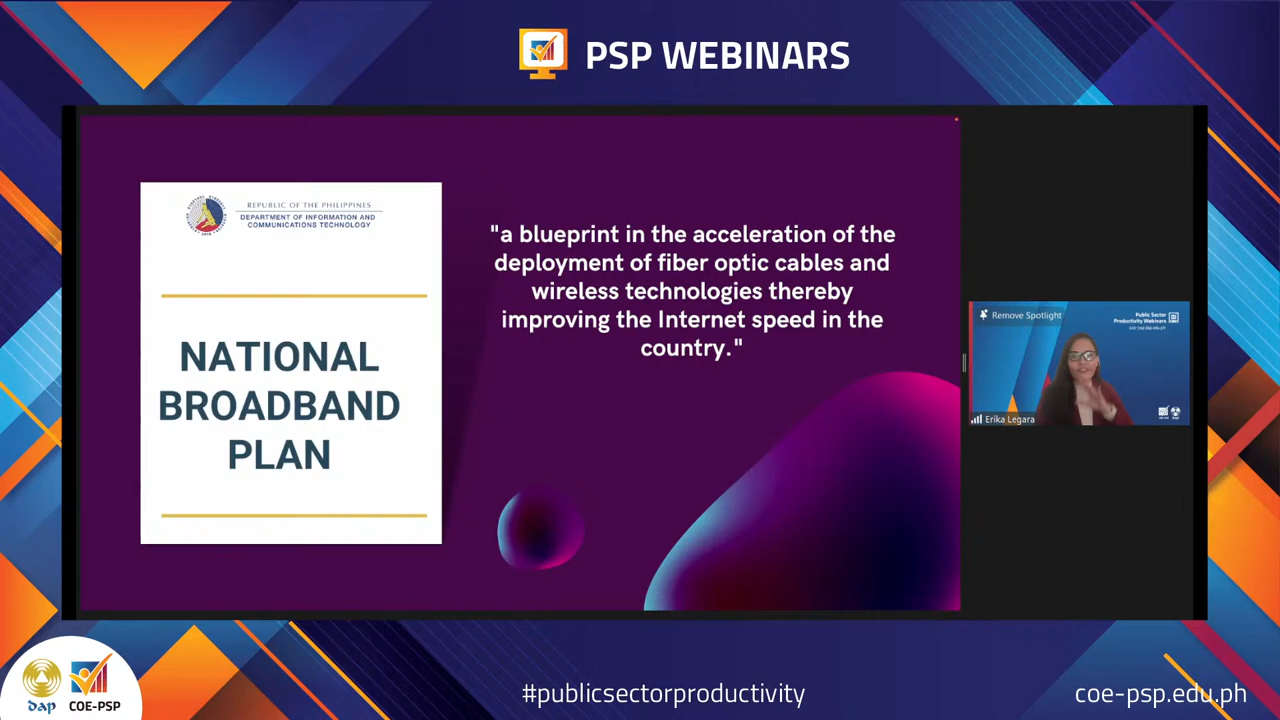 PSP WEBINARS
REPUBLIC OF THE PHILIPPINES
DEPARTMENT OF INFORMATION AND
COMMUNICATIONS TECHNOLOGY
NATIONAL
BROADBAND
PLAN
"a blueprint in the acceleration of the
deployment of fiber optic cables and
wireless technologies thereby
improving the Internet speed in the
country."
Remove Spotlight
Public Sector
Productivity Webinars
Erika Legara
dap
COE-PSP
#publicsectorproductivity
coe-psp.edu.ph